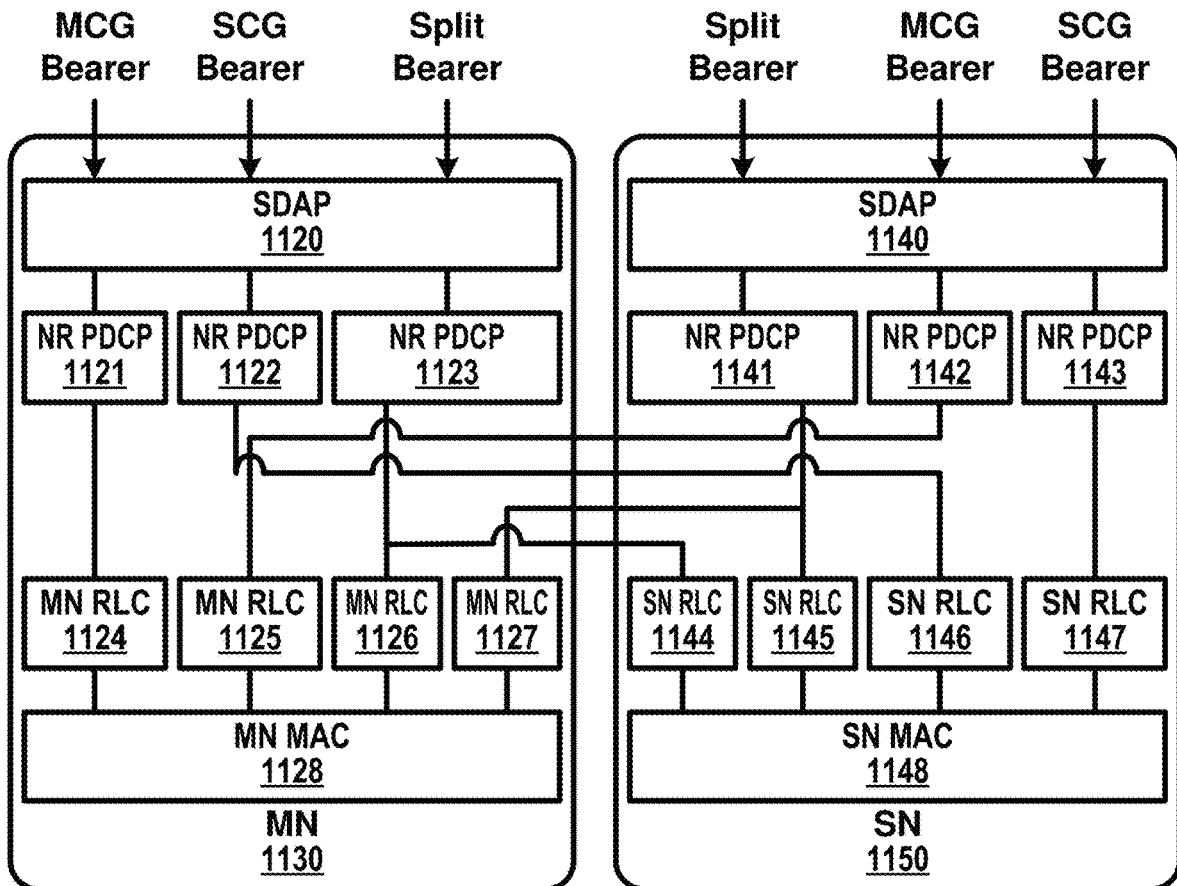 MCG Bearer
SCG Bearer
Split Bearer
Split Bearer
MCG Bearer
SCG Bearer
SDAP
1120
SDAP
1140
NR PDCP
1121
NR PDCP
1122
NR PDCP
1123
NR PDCP
1141
NR PDCP
1142
NR PDCP
1143
MN RLC
1124
MN RLC
1125
MN RLC
1126
MN RLC
1127
SN RLC
1144
SN RLC
1145
SN RLC
1146
SN RLC
1147
MN MAC
1128
SN MAC
1148
MN
1130
SN
1150